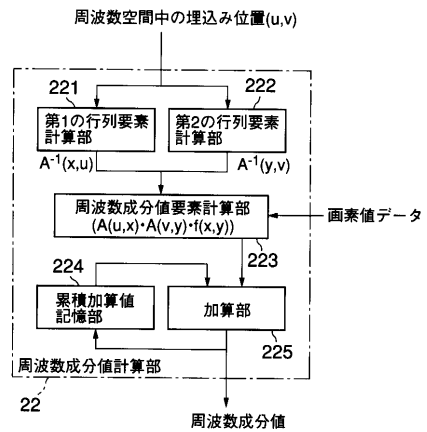 周波数空間中の埋込み位置(u,v)
221
222
第1の行列要素
計算部
第2の行列要素
計算部
A⁻¹(x,u)
A⁻¹(y,v)
周波数成分値要素計算部
(A(u,x)・A(v,y)・f(x,y))
画素値データ
223
224
累積加算値
記憶部
加算部
225
周波数成分値計算部
22
周波数成分値